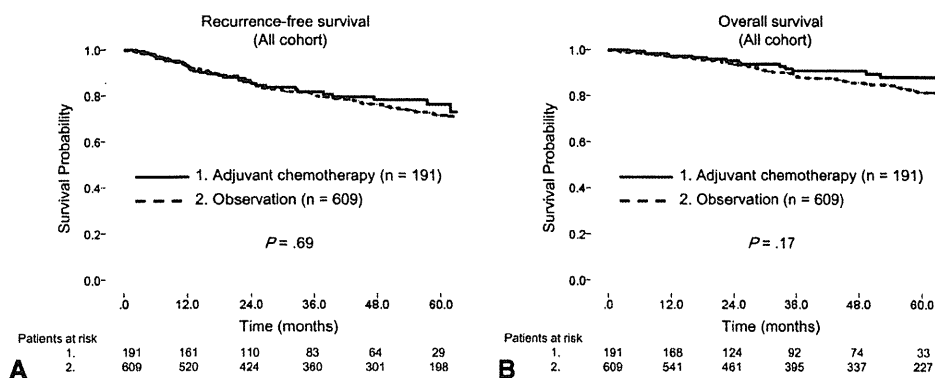 Recurrence-free survival
(All cohort)
1.0
0.8
0.6
0.4
0.2
0.0
Survival Probability
1. Adjuvant chemotherapy (n = 191)
2. Observation (n = 609)
P = .69
.0 12.0 24.0 36.0 48.0 60.0
Time (months)
Patients at risk
1. 191 161 110 83 64 29
2. 609 520 424 360 301 198
A
Overall survival
(All cohort)
1.0
0.8
0.6
0.4
0.2
0.0
Survival Probability
1. Adjuvant chemotherapy (n = 191)
2. Observation (n = 609)
P = .17
.0 12.0 24.0 36.0 48.0 60.0
Time (months)
Patients at risk
1. 191 168 124 92 74 33
2. 609 541 461 395 337 227
B